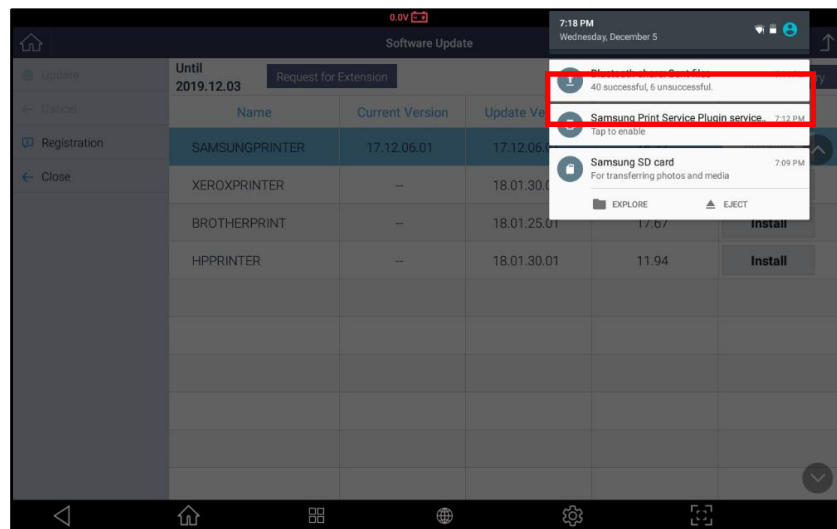 0.0V
7:18 PM
Wednesday, December 5
Software Update
Update
Until
2019.12.03
Request for Extension
Bluetooth share: Sent files
40 successful, 6 unsuccessful.
Cancel
Name
Current Version
Update Ve
Samsung Print Service Plugin service..
7:12 PM
Tap to enable
Registration
SAMSUNGPRINTER
17.12.06.01
17.12.06.
Samsung SD card
7:09 PM
For transferring photos and media
Close
XEROXPRINTER
--
18.01.30.0
EXPLORE
EJECT
BROTHERPRINT
--
18.01.25.01
17.67
Install
HPPRINTER
--
18.01.30.01
11.94
Install